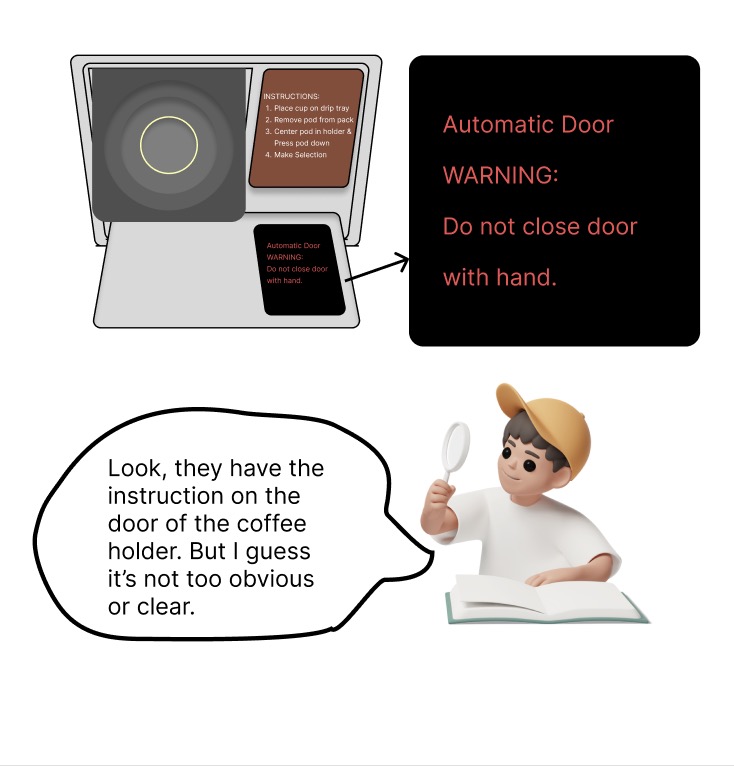 INSTRUCTIONS:
1. Place cup on drip tray
2. Remove pod from pack
3. Center pod in holder &
Press pod down
4. Make Selection
Automatic Door
WARNING:
Do not close door
with hand.
Automatic Door
WARNING:
Do not close door
with hand.
Look, they have the
instruction on the
door of the coffee
holder. But I guess
it’s not too obvious
or clear.